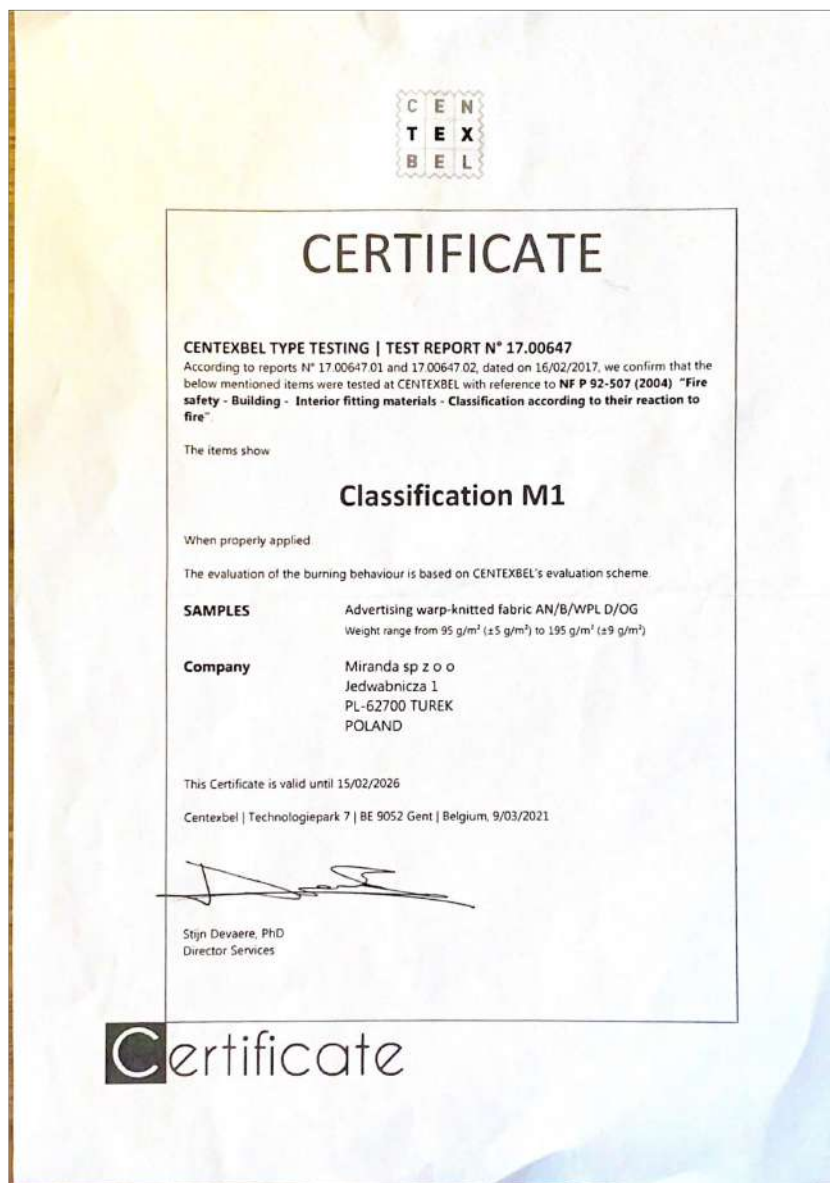 CEN
TEX
BEL
CERTIFICATE
CENTEXBEL TYPE TESTING | TEST REPORT N° 17.00647
According to reports N° 17.00647.01 and 17.00647.02, dated on 16/02/2017, we confirm that the
below mentioned items were tested at CENTEXBEL with reference to NF P 92-507 (2004) "Fire
safety - Building - Interior fitting materials - Classification according to their reaction to
fire".
The items show
Classification M1
When properly applied.
The evaluation of the burning behaviour is based on CENTEXBEL's evaluation scheme.
SAMPLES Advertising warp-knitted fabric AN/B/WPL D/OG
Weight range from 95 g/m² (±5 g/m²) to 195 g/m² (±9 g/m²)
Company Miranda sp z o o
Jedwabnicza 1
PL-62700 TUREK
POLAND
This Certificate is valid until 15/02/2026
Centexbel | Technologiepark 7 | BE 9052 Gent | Belgium, 9/03/2021
Stijn Devaere, PhD
Director Services
Certificate